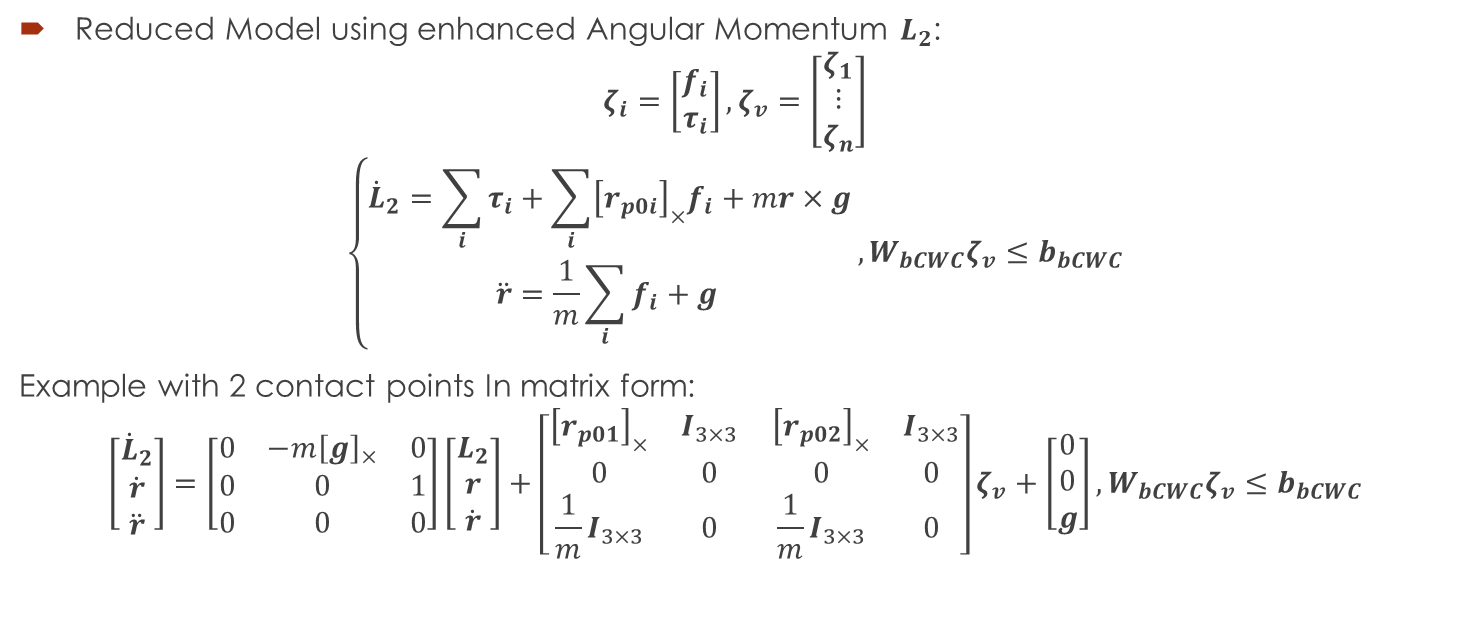 Reduced Model using enhanced Angular Momentum L₂:
ζᵢ = [fᵢ; τᵢ], ζᵥ = [ζ₁; ⋮; ζₙ]
L̇₂ = ∑ᵢ τᵢ + ∑ᵢ [r_p0i]ₓ fᵢ + mr × g
, W_bCWC ζᵥ ≤ b_bCWC
r̈ = 1/m ∑ᵢ fᵢ + g
Example with 2 contact points In matrix form:
[L̇₂; ṙ; r̈] = [0 −m[g]ₓ 0; 0 0 1; 0 0 0] [L₂; r; ṙ] + [[r_p01]ₓ I₃ₓ₃ [r_p02]ₓ I₃ₓ₃; 0 0 0 0; 1/m I₃ₓ₃ 0 1/m I₃ₓ₃ 0] ζᵥ + [0; 0; g], W_bCWC ζᵥ ≤ b_bCWC